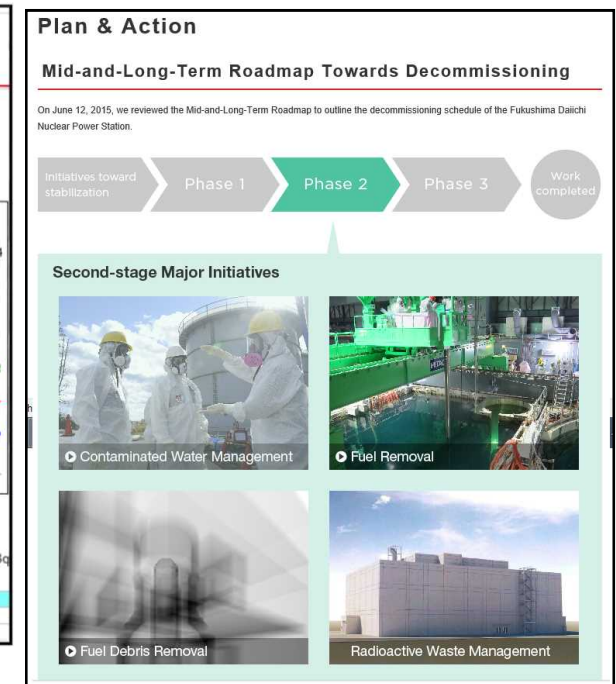 Plan & Action
Mid-and-Long-Term Roadmap Towards Decommissioning
On June 12, 2015, we reviewed the Mid-and-Long-Term Roadmap to outline the decommissioning schedule of the Fukushima Daiichi
Nuclear Power Station.
Initiatives toward
stabilization
Phase 1
Phase 2
Phase 3
Work
completed
Second-stage Major Initiatives
Contaminated Water Management
Fuel Removal
HITACHI
Fuel Debris Removal
Radioactive Waste Management